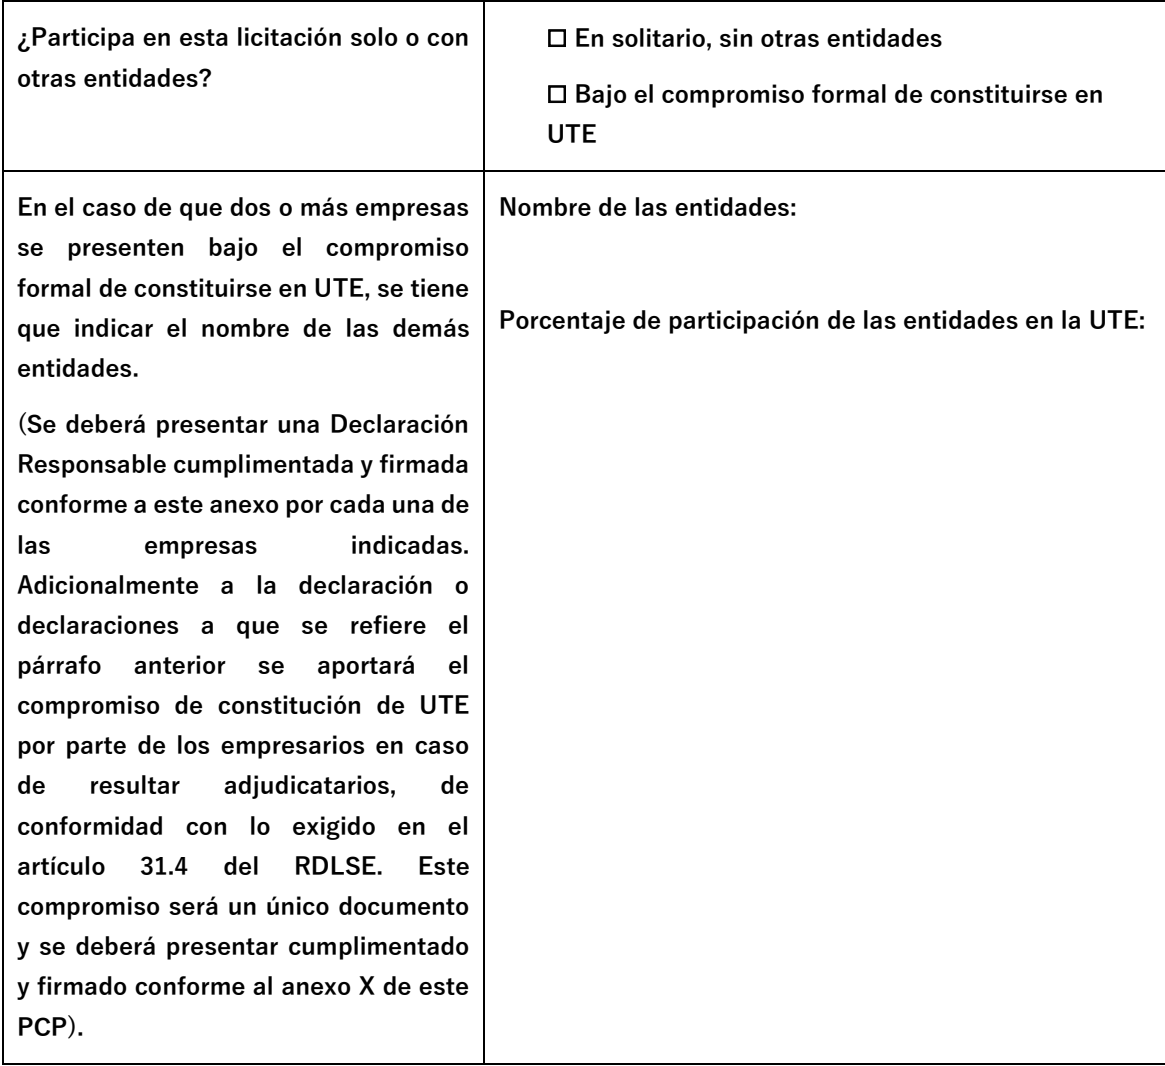 ¿Participa en esta licitación solo o con
otras entidades?
☐ En solitario, sin otras entidades
☐ Bajo el compromiso formal de constituirse en
UTE
En el caso de que dos o más empresas
se presenten bajo el compromiso
formal de constituirse en UTE, se tiene
que indicar el nombre de las demás
entidades.
(Se deberá presentar una Declaración
Responsable cumplimentada y firmada
conforme a este anexo por cada una de
las empresas indicadas.
Adicionalmente a la declaración o
declaraciones a que se refiere el
párrafo anterior se aportará el
compromiso de constitución de UTE
por parte de los empresarios en caso
de resultar adjudicatarios, de
conformidad con lo exigido en el
artículo 31.4 del RDLSE. Este
compromiso será un único documento
y se deberá presentar cumplimentado
y firmado conforme al anexo X de este
PCP).
Nombre de las entidades:
Porcentaje de participación de las entidades en la UTE: